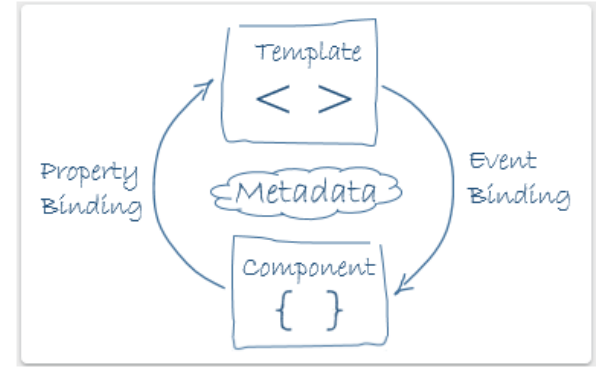 Template
< >
Property
Binding
Metadata
Event
Binding
Component
{ }